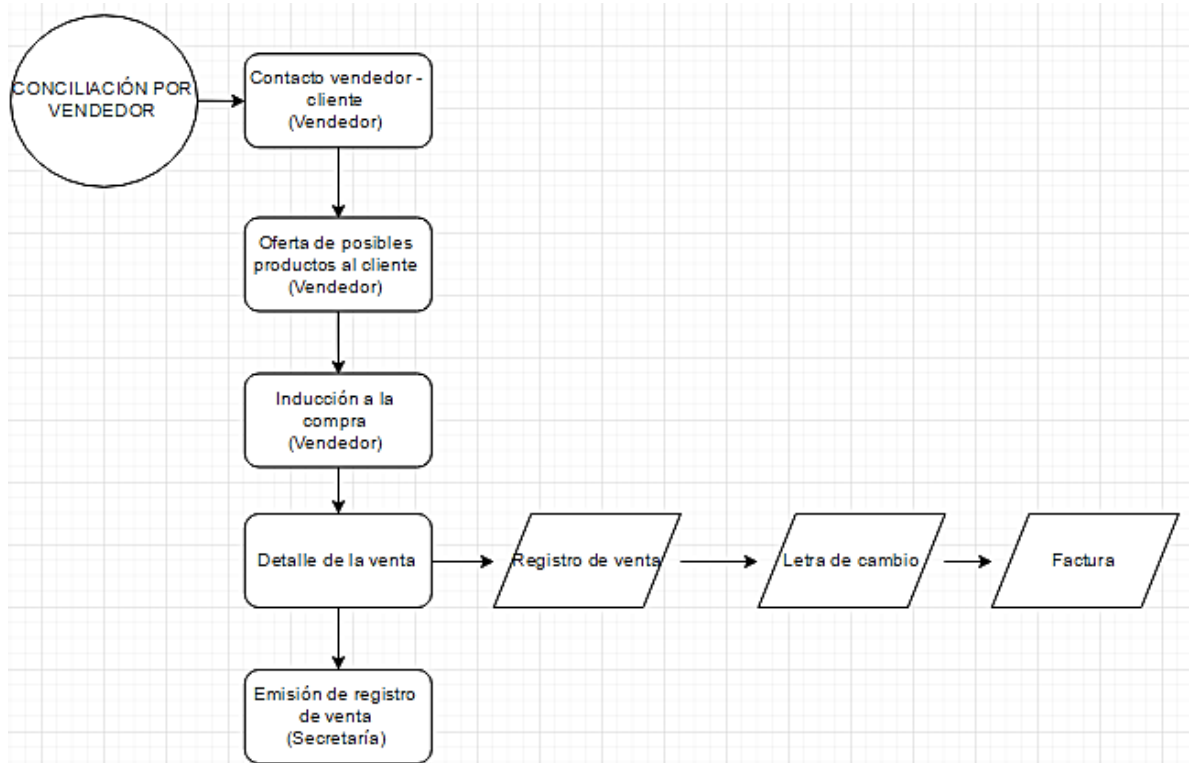 CONCILIACIÓN POR
VENDEDOR
Contacto vendedor -
cliente
(Vendedor)
Oferta de posibles
productos al cliente
(Vendedor)
Inducción a la
compra
(Vendedor)
Detalle de la venta
Registro de venta
Letra de cambio
Factura
Emisión de registro
de venta
(Secretaría)